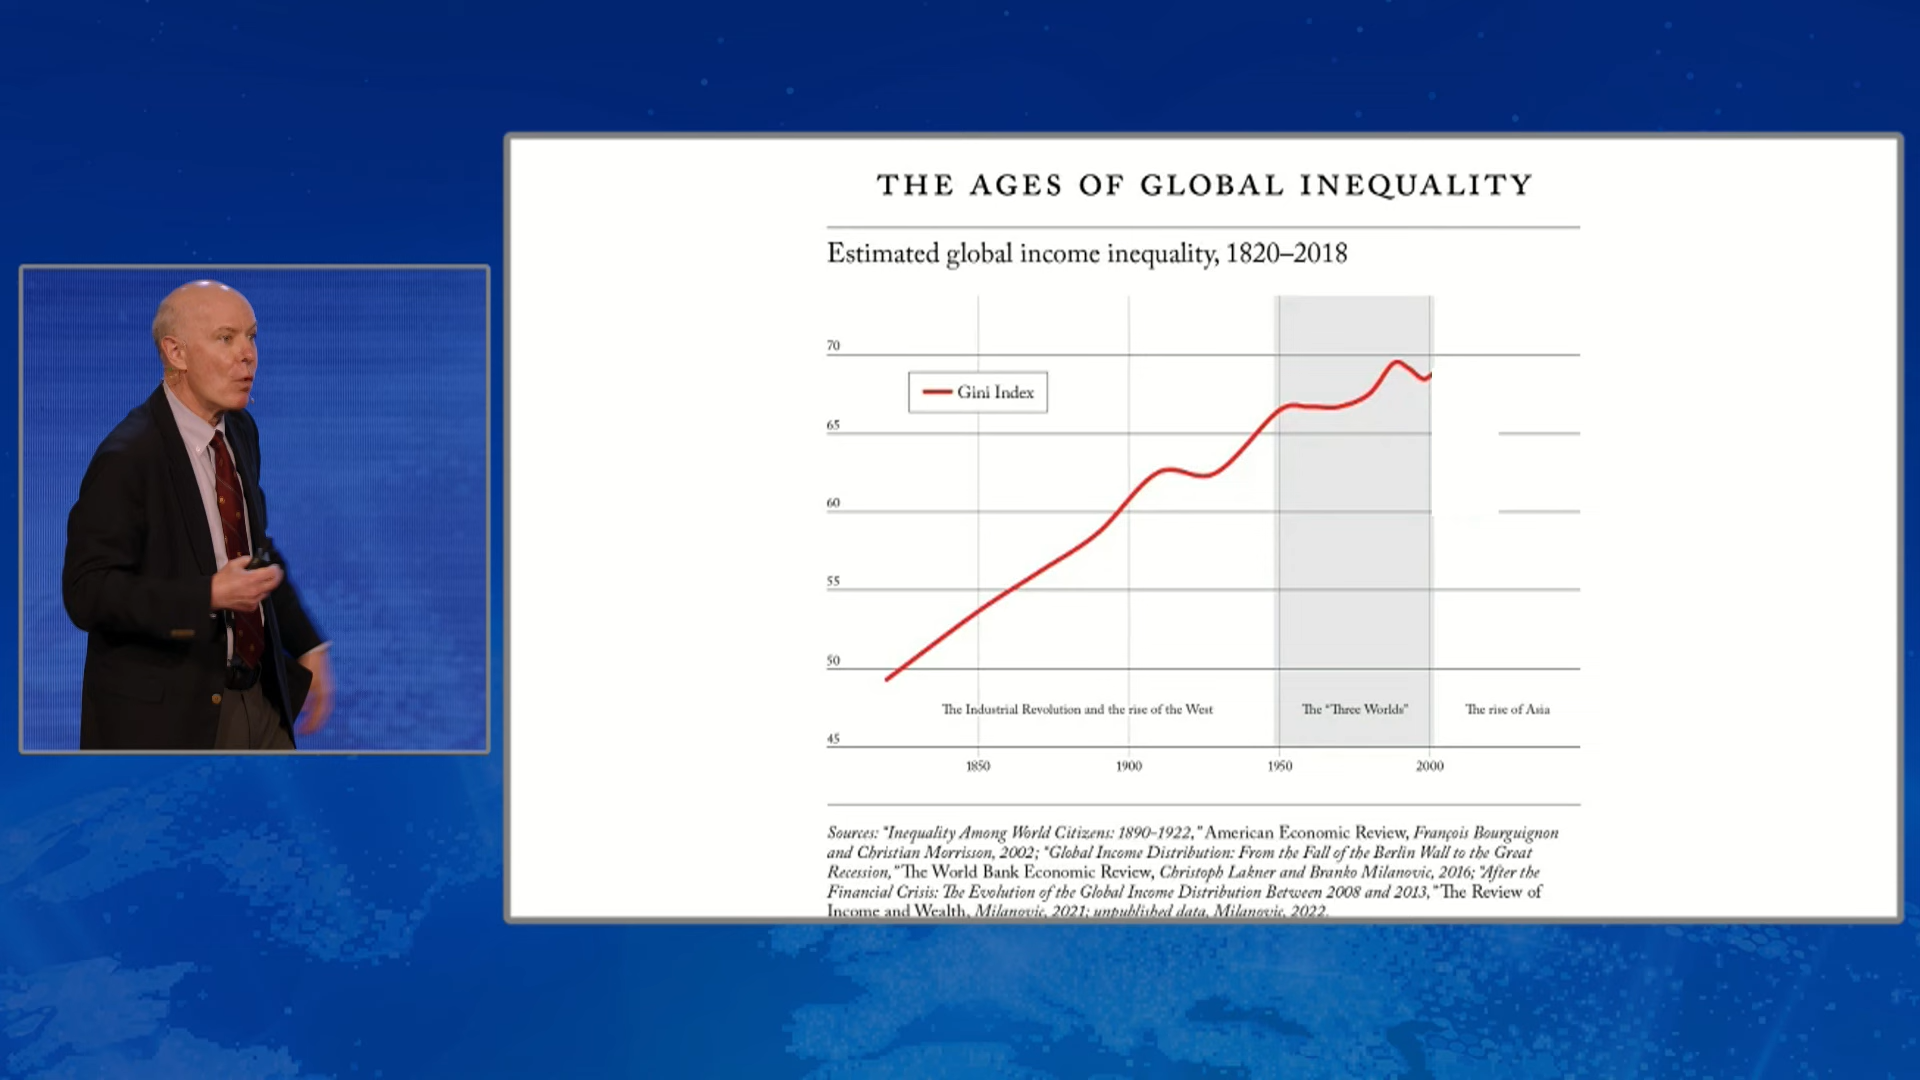 THE AGES OF GLOBAL INEQUALITY
Estimated global income inequality, 1820–2018
70
Gini Index
65
60
55
50
The Industrial Revolution and the rise of the West
The “Three Worlds”
The rise of Asia
45
1850
1900
1950
2000
Sources: “Inequality Among World Citizens: 1890-1922,” American Economic Review, François Bourguignon
and Christian Morrisson, 2002; “Global Income Distribution: From the Fall of the Berlin Wall to the Great
Recession,” The World Bank Economic Review, Christoph Lakner and Branko Milanovic, 2016; “After the
Financial Crisis: The Evolution of the Global Income Distribution Between 2008 and 2013,” The Review of
Income and Wealth, Milanovic, 2021; unpublished data, Milanovic, 2022.